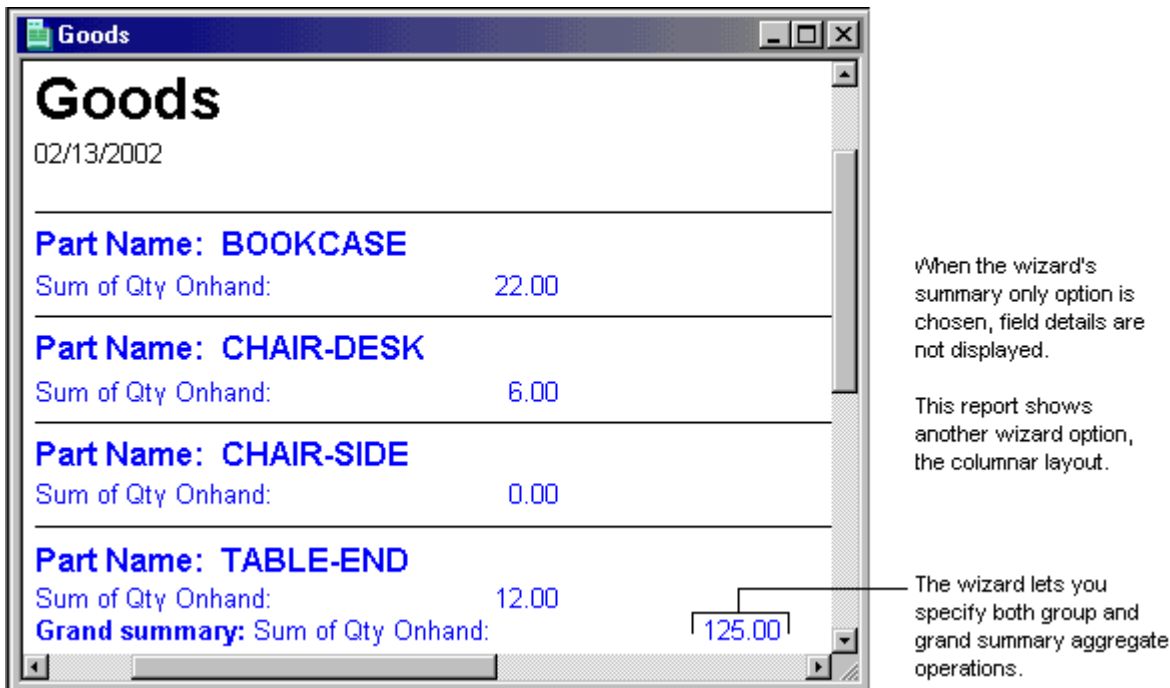 Goods
Goods
02/13/2002
Part Name: BOOKCASE
Sum of Qty Onhand: 22.00
Part Name: CHAIR-DESK
Sum of Qty Onhand: 6.00
Part Name: CHAIR-SIDE
Sum of Qty Onhand: 0.00
Part Name: TABLE-END
Sum of Qty Onhand: 12.00
Grand summary: Sum of Qty Onhand: 125.00
When the wizard's
summary only option is
chosen, field details are
not displayed.
This report shows
another wizard option,
the columnar layout.
The wizard lets you
specify both group and
grand summary aggregate
operations.